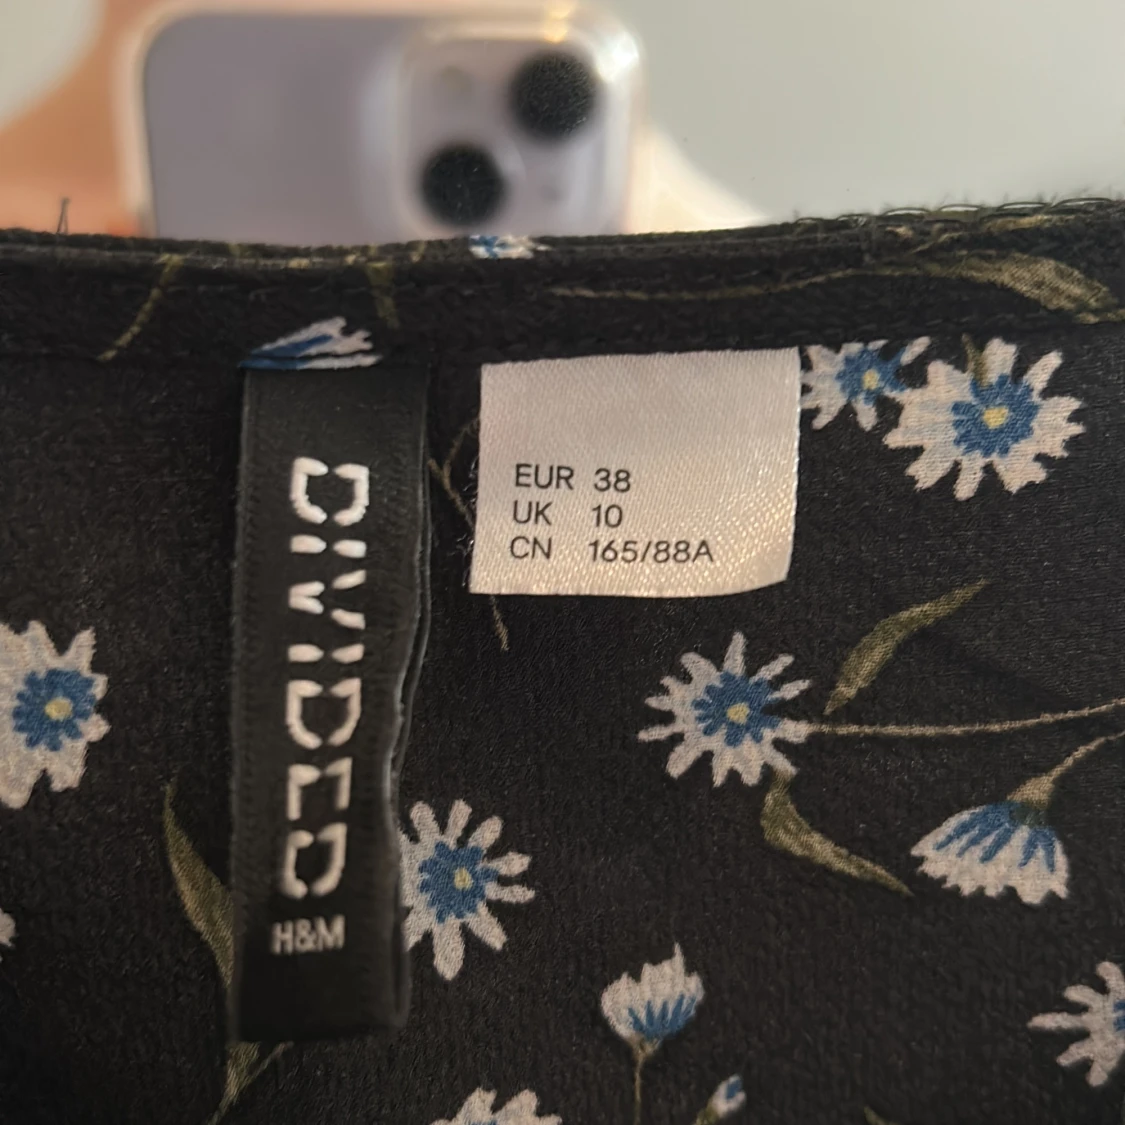 DIVIDED
H&M
EUR 38
UK 10
CN 165/88A